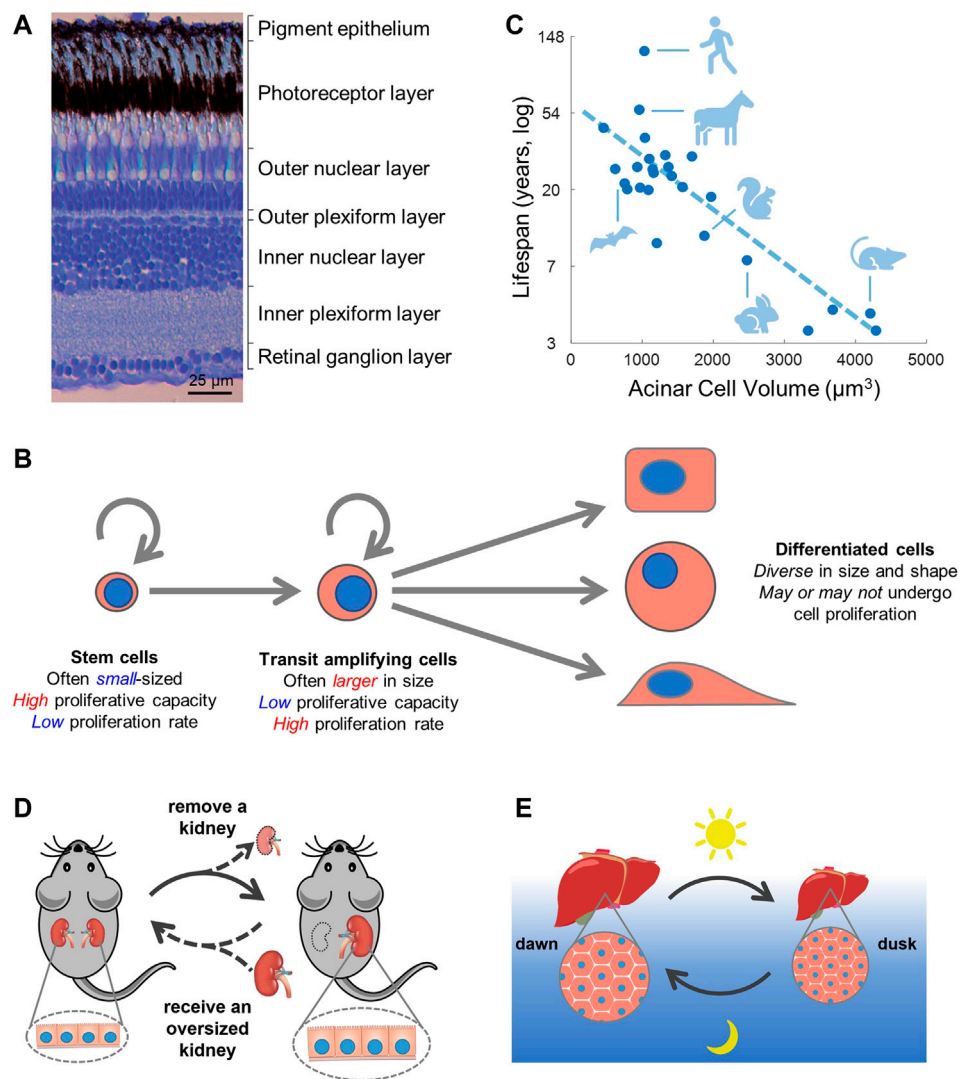 A
Pigment epithelium
Photoreceptor layer
Outer nuclear layer
Outer plexiform layer
Inner nuclear layer
Inner plexiform layer
Retinal ganglion layer
25 µm
C
Lifespan (years, log)
148
54
20
7
3
0
1000
2000
3000
4000
5000
Acinar Cell Volume (µm³)
B
Stem cells
Often small-sized
High proliferative capacity
Low proliferation rate
Transit amplifying cells
Often larger in size
Low proliferative capacity
High proliferation rate
Differentiated cells
Diverse in size and shape
May or may not undergo
cell proliferation
D
remove a
kidney
receive an
oversized
kidney
E
dawn
dusk